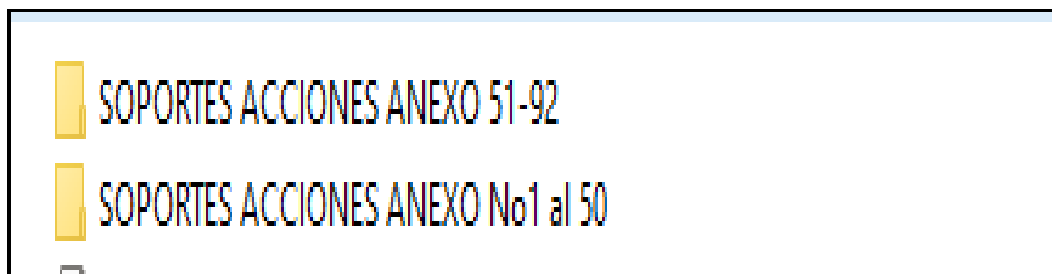 SOPORTES ACCIONES ANEXO 51-92
SOPORTES ACCIONES ANEXO No1 al 50